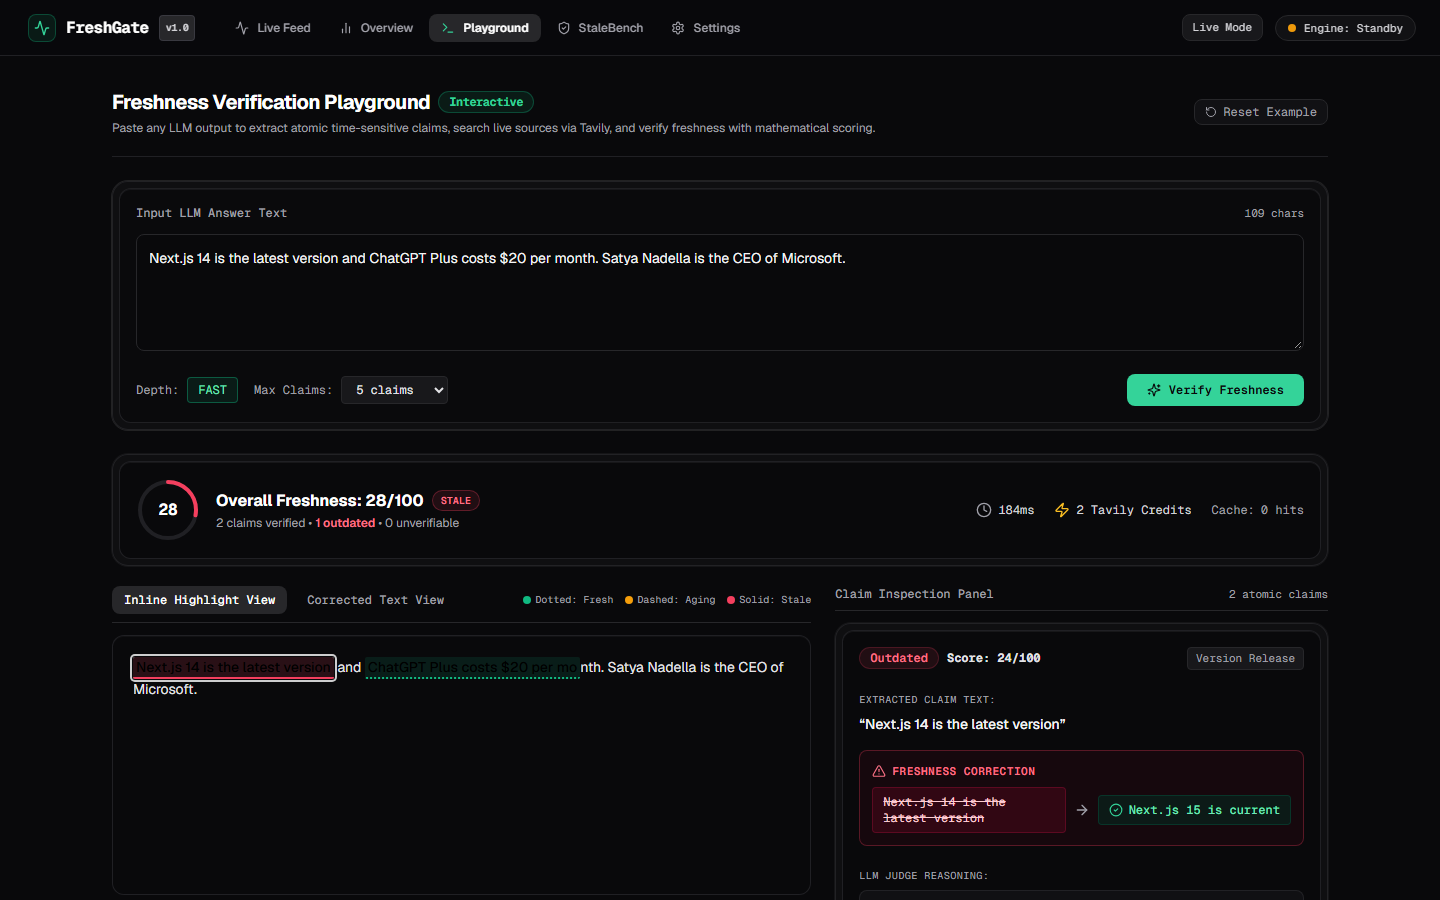 FreshGate v1.0 Live Feed Overview Playground StaleBench Settings Live Mode Engine: Standby
Freshness Verification Playground Interactive
Paste any LLM output to extract atomic time-sensitive claims, search live sources via Tavily, and verify freshness with mathematical scoring.
Reset Example
Input LLM Answer Text 109 chars
Next.js 14 is the latest version and ChatGPT Plus costs $20 per month. Satya Nadella is the CEO of Microsoft.
Depth: FAST Max Claims: 5 claims Verify Freshness
28
Overall Freshness: 28/100 STALE
2 claims verified • 1 outdated • 0 unverifiable
184ms 2 Tavily Credits Cache: 0 hits
Inline Highlight View Corrected Text View Dotted: Fresh Dashed: Aging Solid: Stale
Next.js 14 is the latest version and ChatGPT Plus costs $20 per month. Satya Nadella is the CEO of
Microsoft.
Claim Inspection Panel 2 atomic claims
Outdated Score: 24/100 Version Release
EXTRACTED CLAIM TEXT:
“Next.js 14 is the latest version”
FRESHNESS CORRECTION
Next.js 14 is the
latest version
→ Next.js 15 is current
LLM JUDGE REASONING: